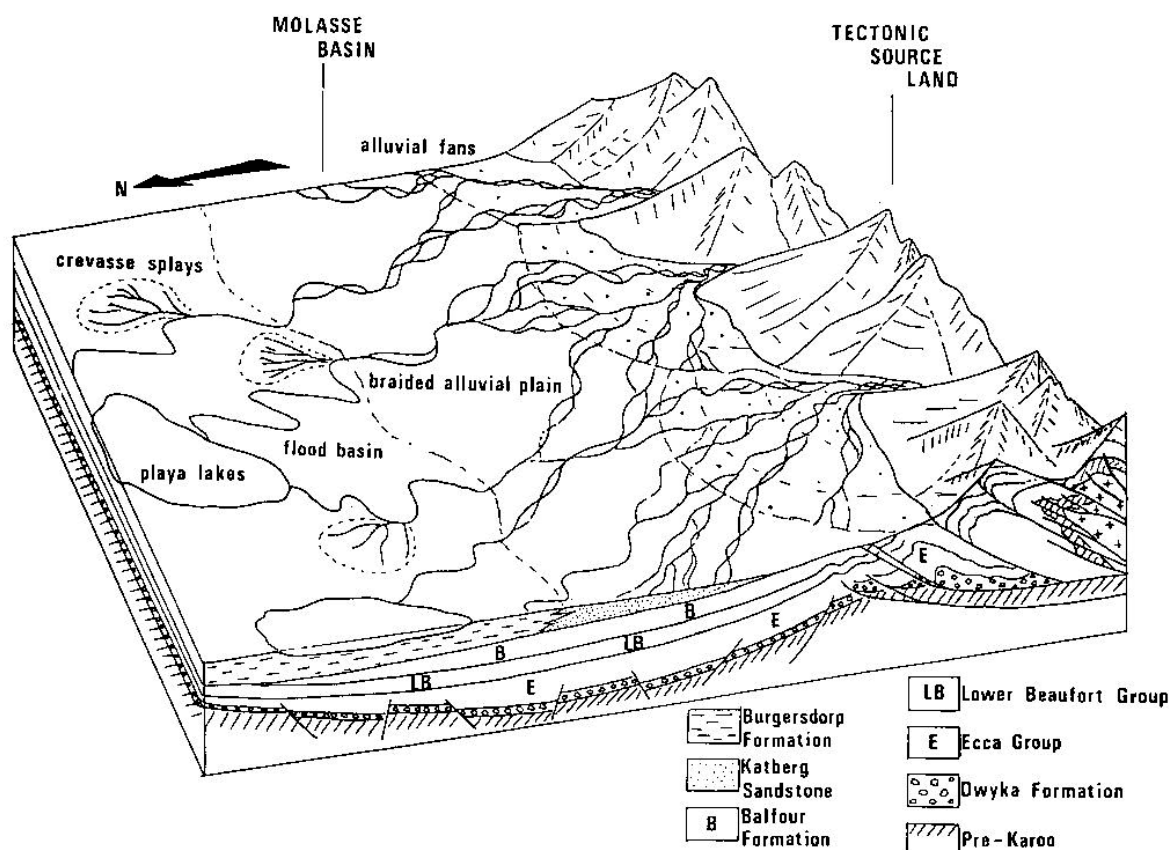 MOLASSE
BASIN
TECTONIC
SOURCE
LAND
alluvial fans
N
crevasse splays
braided alluvial plain
flood basin
playa lakes
E
B
E
LB
B
LB
E
Burgersdorp
Formation
Katberg
Sandstone
B Balfour
Formation
LB Lower Beaufort Group
E Ecca Group
Dwyka Formation
Pre-Karoo